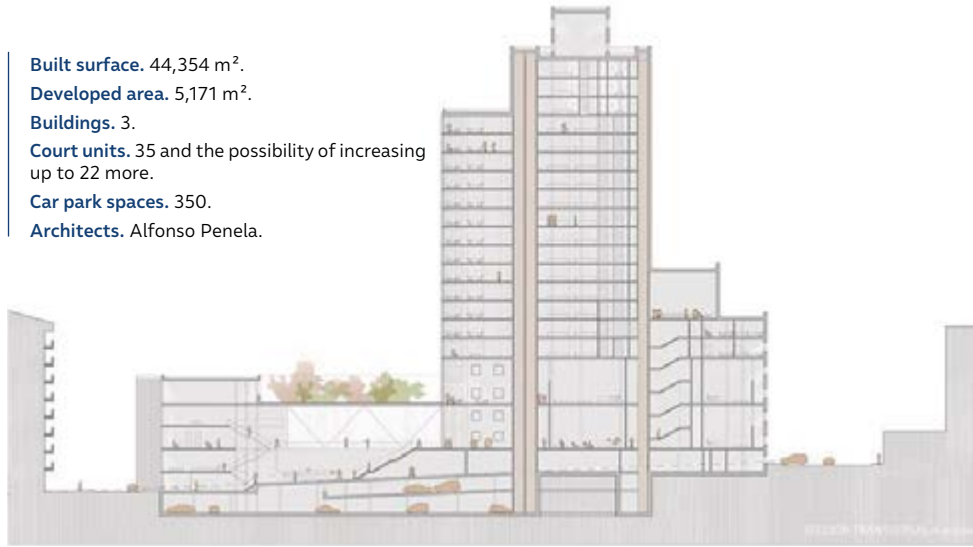 Built surface. 44,354 m².
Developed area. 5,171 m².
Buildings. 3.
Court units. 35 and the possibility of increasing
up to 22 more.
Car park spaces. 350.
Architects. Alfonso Penela.